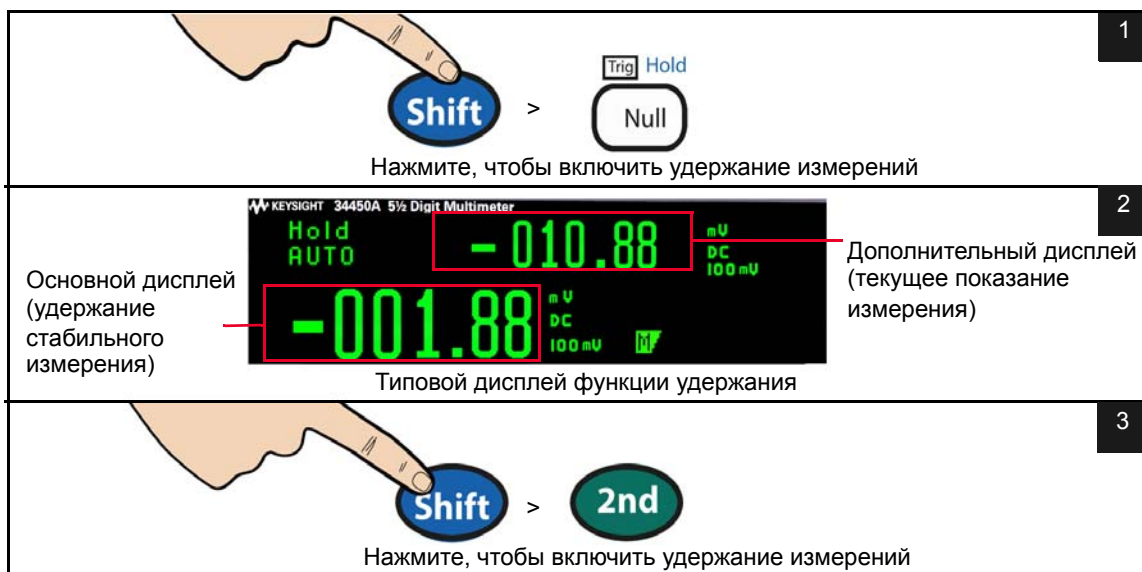 1
Trig Hold
Shift > Null
Нажмите, чтобы включить удержание измерений
2
KEYSIGHT 34450A 5½ Digit Multimeter
Hold
AUTO
-010.88
mV
DC
100mV
Основной дисплей
(удержание
стабильного
измерения)
-001.88
mV
DC
100mV
M
Дополнительный дисплей
(текущее показание
измерения)
Типовой дисплей функции удержания
3
Shift > 2nd
Нажмите, чтобы включить удержание измерений